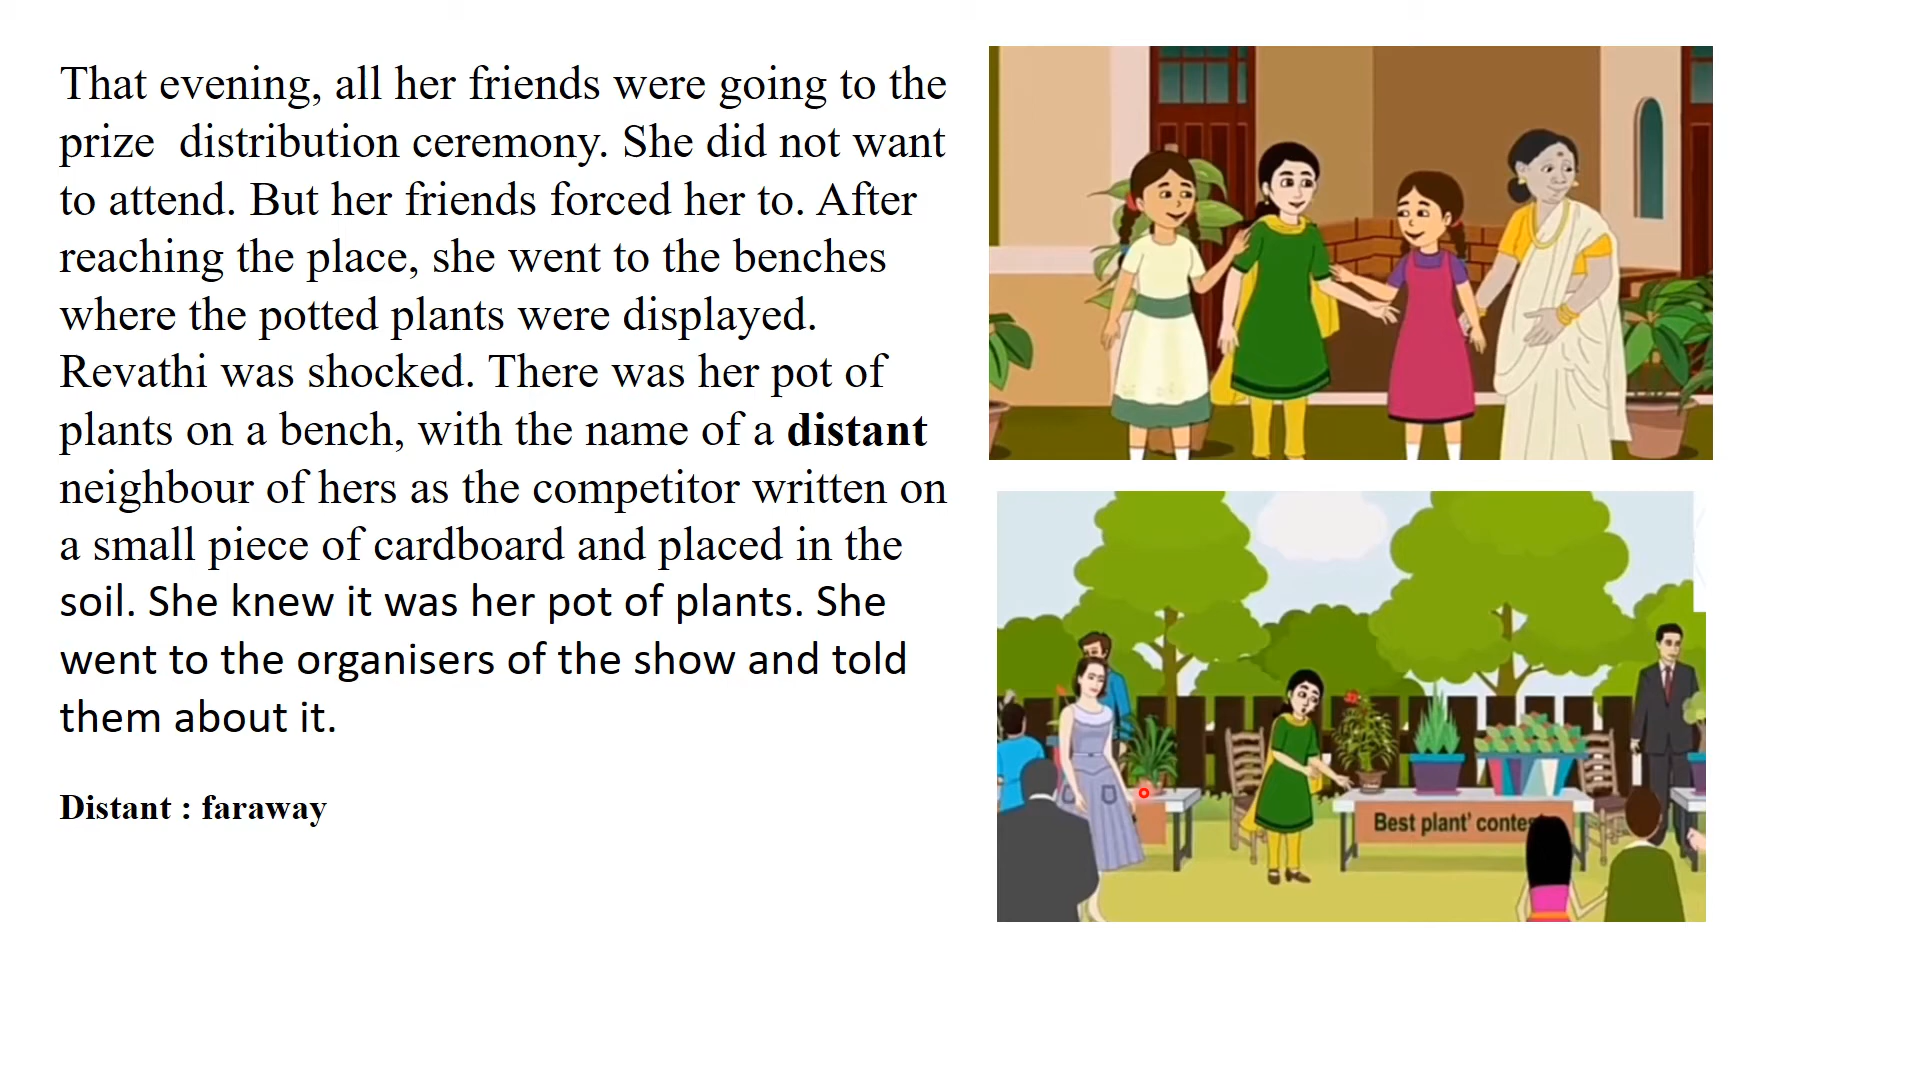 That evening, all her friends were going to the
prize distribution ceremony. She did not want
to attend. But her friends forced her to. After
reaching the place, she went to the benches
where the potted plants were displayed.
Revathi was shocked. There was her pot of
plants on a bench, with the name of a distant
neighbour of hers as the competitor written on
a small piece of cardboard and placed in the
soil. She knew it was her pot of plants. She
went to the organisers of the show and told
them about it.
Distant : faraway
Best plant’ contes